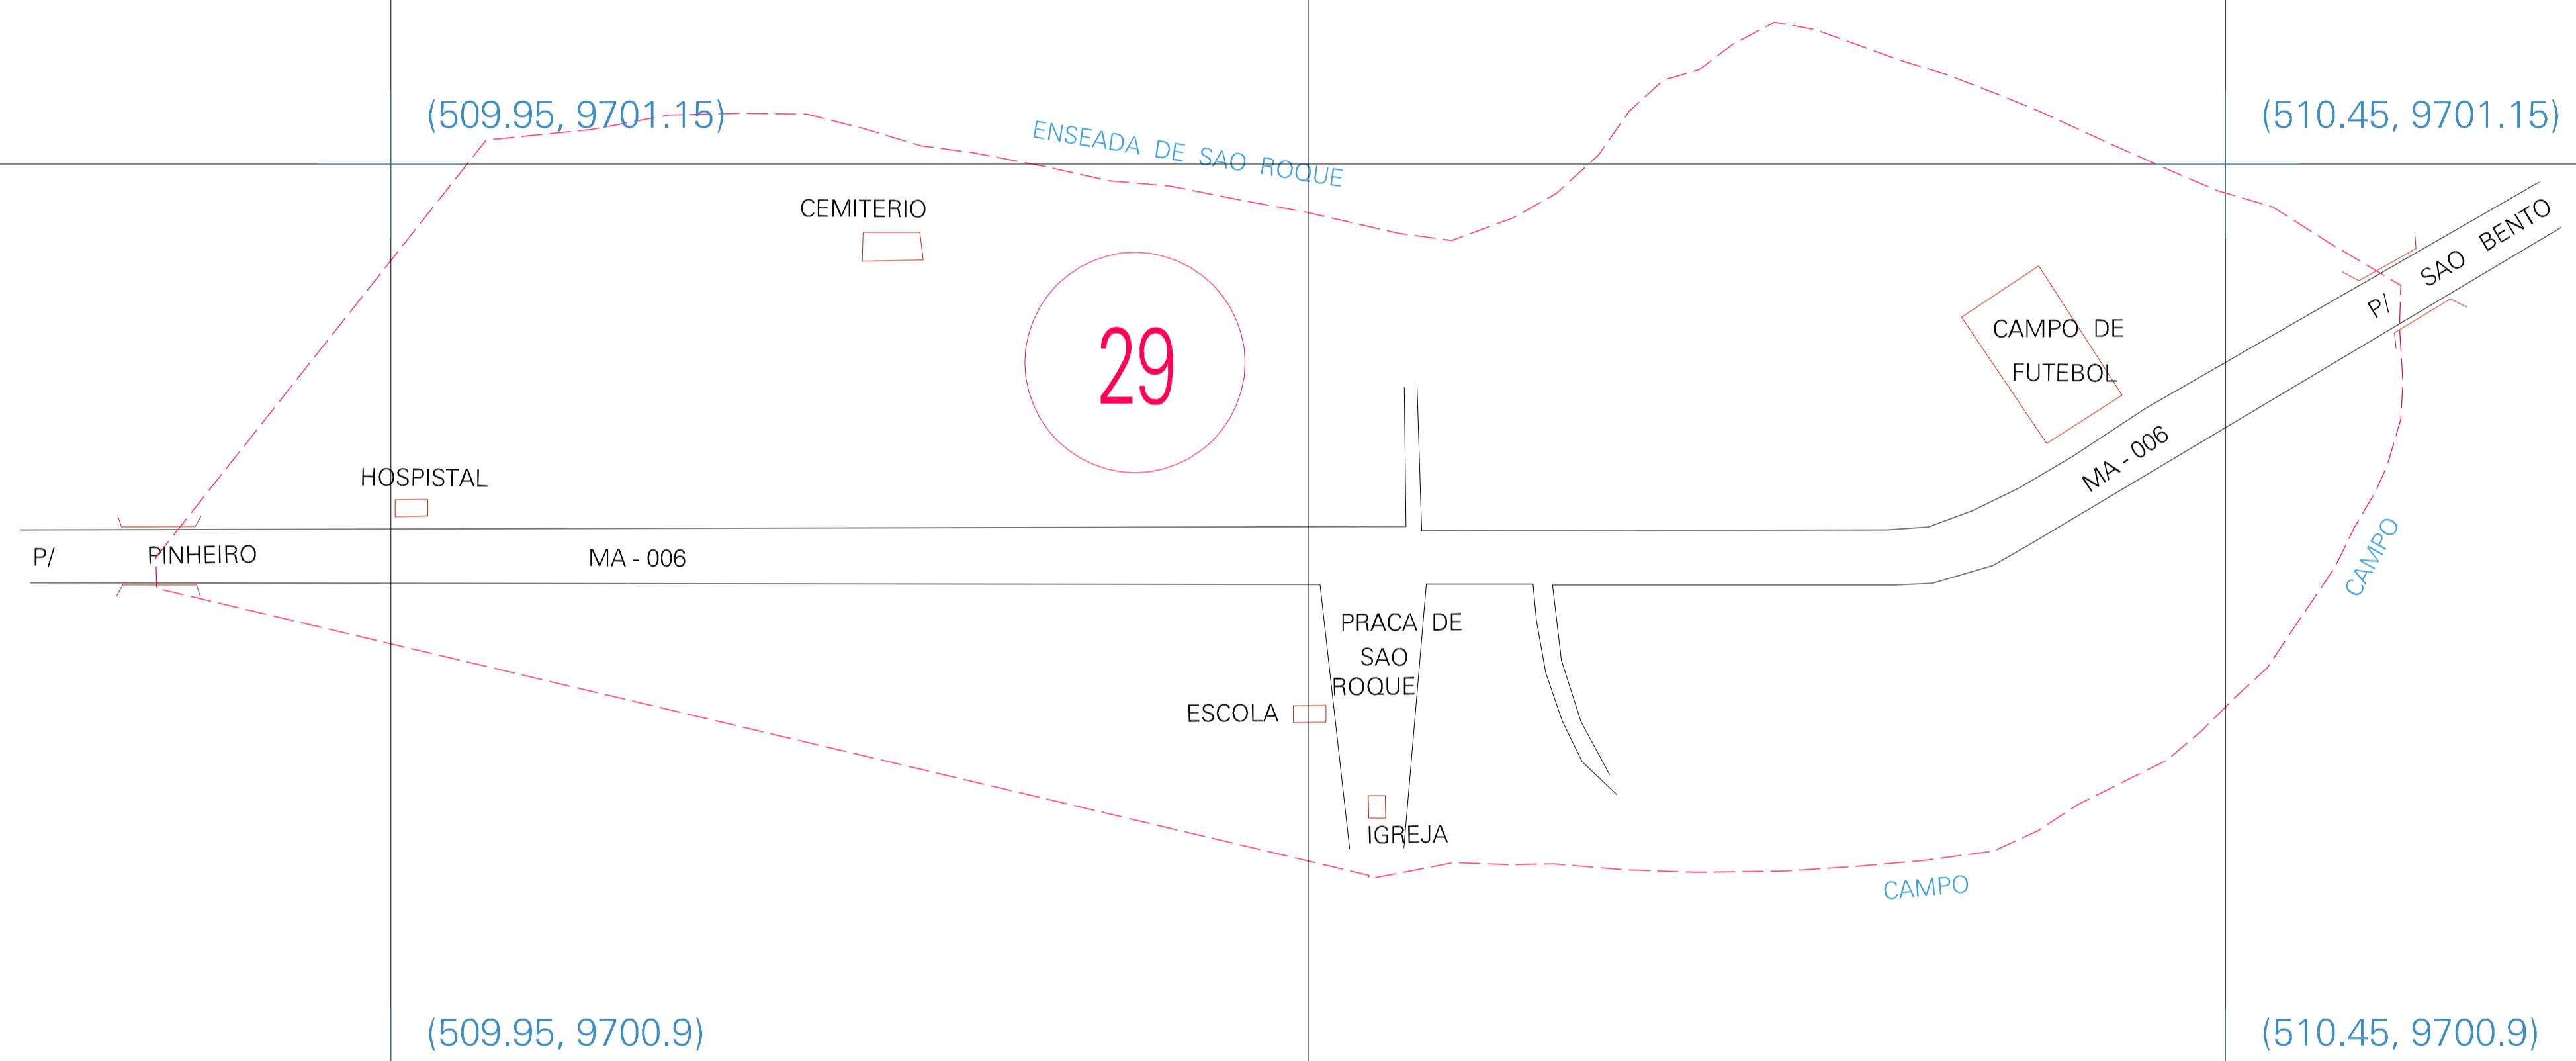 (509.95, 9701.15)
(510.45, 9701.15)
ENSEADA DE SAO ROQUE
CEMITERIO
P/ SAO BENTO
29
CAMPO DE
FUTEBOL
MA - 006
HOSPISTAL
P/ PINHEIRO
MA - 006
CAMPO
PRACA DE
SAO
ROQUE
ESCOLA
IGREJA
CAMPO
(509.95, 9700.9)
(510.45, 9700.9)